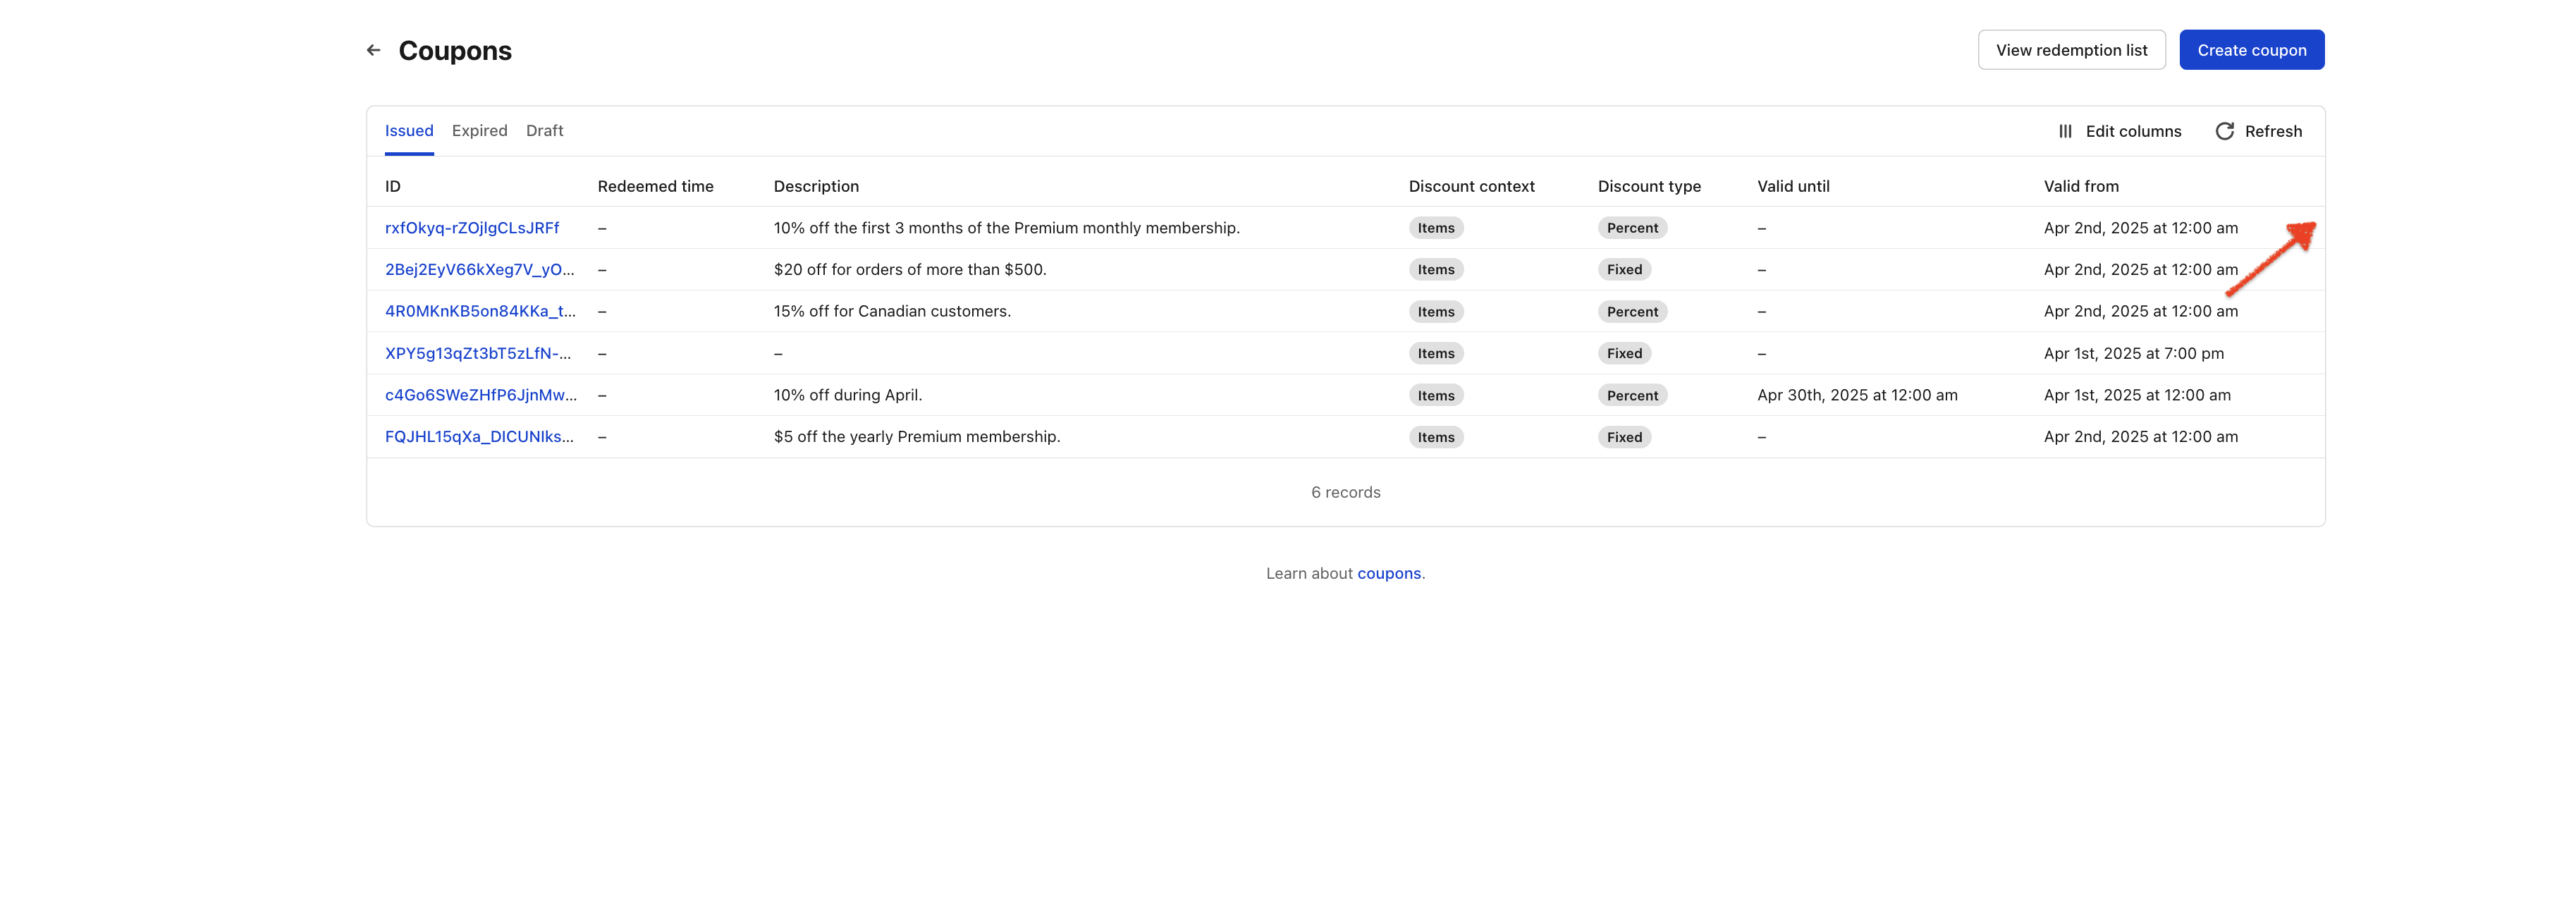 Coupons
View redemption list
Create coupon
Issued Expired Draft
Edit columns
Refresh
ID Redeemed time Description Discount context Discount type Valid until Valid from
rxfOkyq-rZOjlgCLsJRFf – 10% off the first 3 months of the Premium monthly membership. Items Percent – Apr 2nd, 2025 at 12:00 am
2Bej2EyV66kXeg7V_yO... – $20 off for orders of more than $500. Items Fixed – Apr 2nd, 2025 at 12:00 am
4R0MKnKB5on84KKa_t... – 15% off for Canadian customers. Items Percent – Apr 2nd, 2025 at 12:00 am
XPY5g13qZt3bT5zLfN-... – – Items Fixed – Apr 1st, 2025 at 7:00 pm
c4Go6SWeZHfP6JjnMw... – 10% off during April. Items Percent Apr 30th, 2025 at 12:00 am Apr 1st, 2025 at 12:00 am
FQJHL15qXa_DICUNIks... – $5 off the yearly Premium membership. Items Fixed – Apr 2nd, 2025 at 12:00 am
6 records
Learn about coupons.